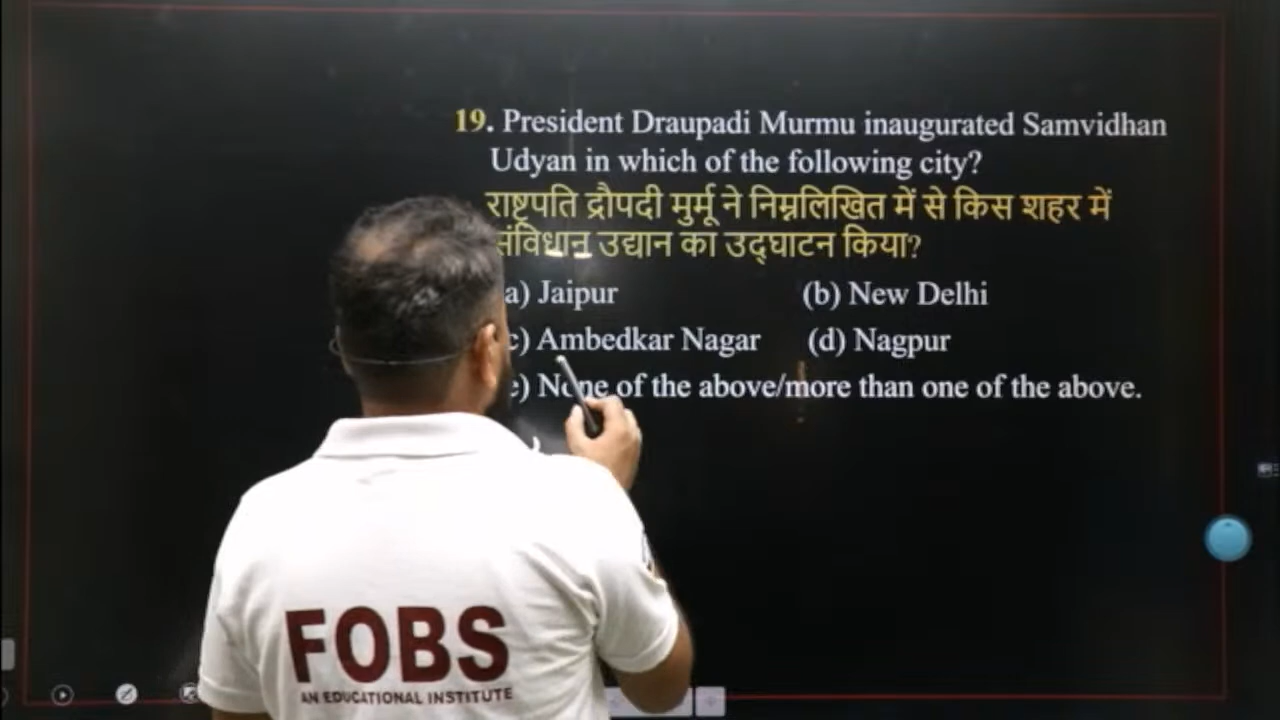 19. President Draupadi Murmu inaugurated Samvidhan
Udyan in which of the following city?
राष्ट्रपति द्रौपदी मुर्मू ने निम्नलिखित में से किस शहर में
संविधान उद्यान का उद्घाटन किया?
a) Jaipur (b) New Delhi
c) Ambedkar Nagar (d) Nagpur
e) None of the above/more than one of the above.
FOBS
AN EDUCATIONAL INSTITUTE